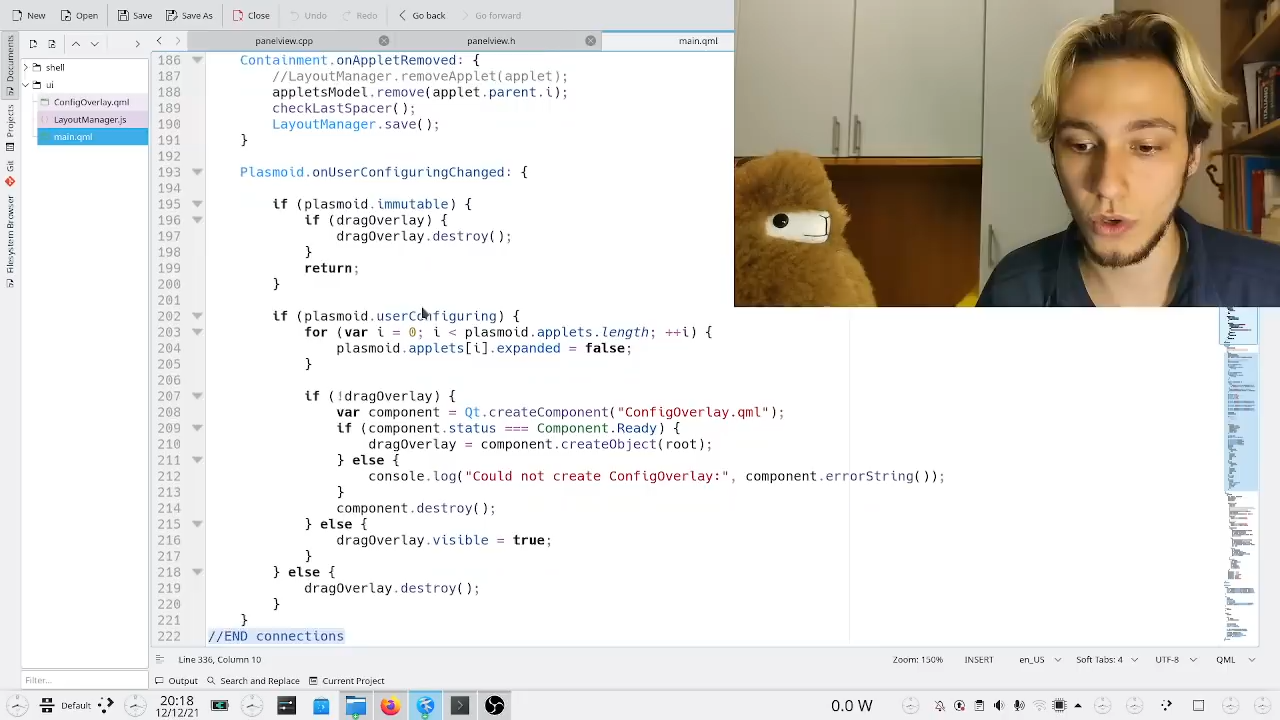 New Open Save Save As Close Undo Redo Go back Go forward
panelview.cpp panelview.h main.qml
Documents
Projects
Git
Filesystem Browser
shell
ui
ConfigOverlay.qml
LayoutManager.js
main.qml
186 Containment.onAppletRemoved: {
187 //LayoutManager.removeApplet(applet);
188 appletsModel.remove(applet.parent.i);
189 checkLastSpacer();
190 LayoutManager.save();
191 }
192
193 Plasmoid.onUserConfiguringChanged: {
194
195 if (plasmoid.immutable) {
196 if (dragOverlay) {
197 dragOverlay.destroy();
198 }
199 return;
200 }
201
202 if (plasmoid.userConfiguring) {
203 for (var i = 0; i < plasmoid.applets.length; ++i) {
204 plasmoid.applets[i].expanded = false;
205 }
206
207 if (!dragOverlay) {
208 var component = Qt.createComponent("ConfigOverlay.qml");
209 if (component.status === Component.Ready) {
210 dragOverlay = component.createObject(root);
211 } else {
212 console.log("Could not create ConfigOverlay:", component.errorString());
213 }
214 component.destroy();
215 } else {
216 dragOverlay.visible = true;
217 }
218 } else {
219 dragOverlay.destroy();
220 }
221 }
222 //END connections
Line 336, Column 10 Zoom: 150% INSERT en_US Soft Tabs: 4 UTF-8 QML
Filter... Output Search and Replace Current Project
Default
20:18
12/12/21
0.0 W